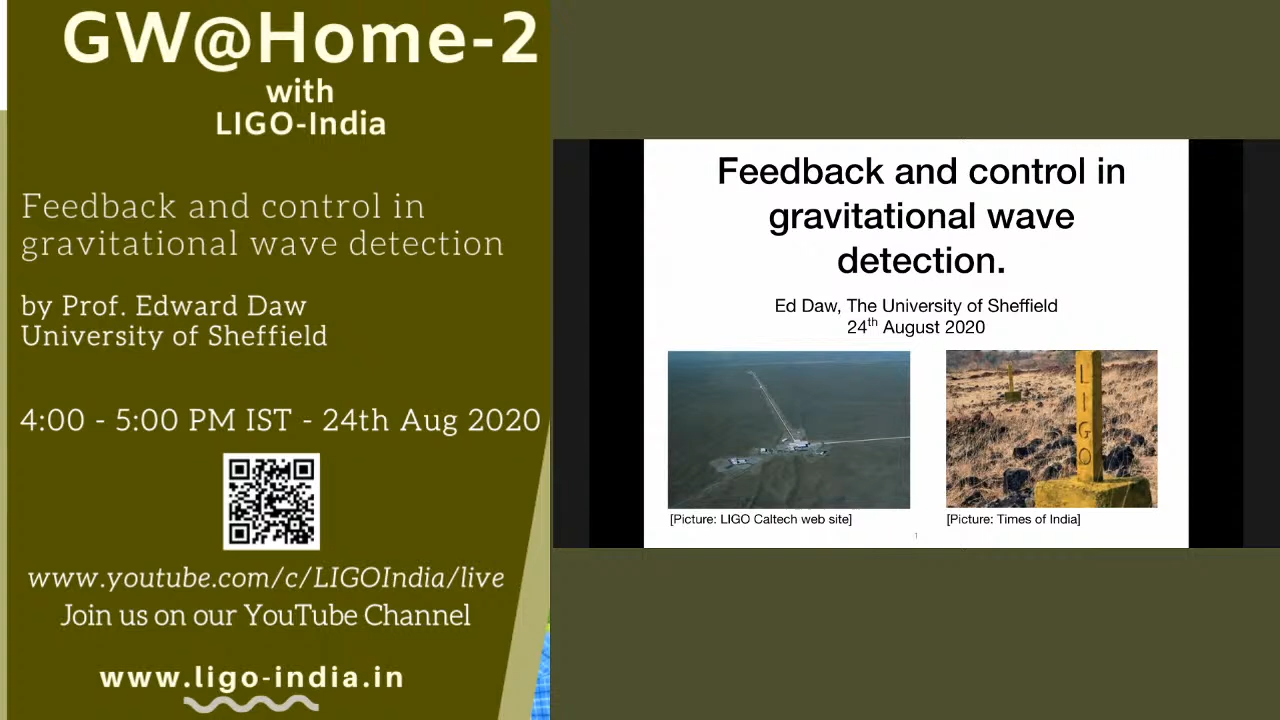 GW@Home-2
with
LIGO-India
Feedback and control in
gravitational wave detection
by Prof. Edward Daw
University of Sheffield
4:00 - 5:00 PM IST - 24th Aug 2020
www.youtube.com/c/LIGOIndia/live
Join us on our YouTube Channel
www.ligo-india.in
Feedback and control in
gravitational wave
detection.
Ed Daw, The University of Sheffield
24th August 2020
LIGO
[Picture: LIGO Caltech web site]
[Picture: Times of India]
1